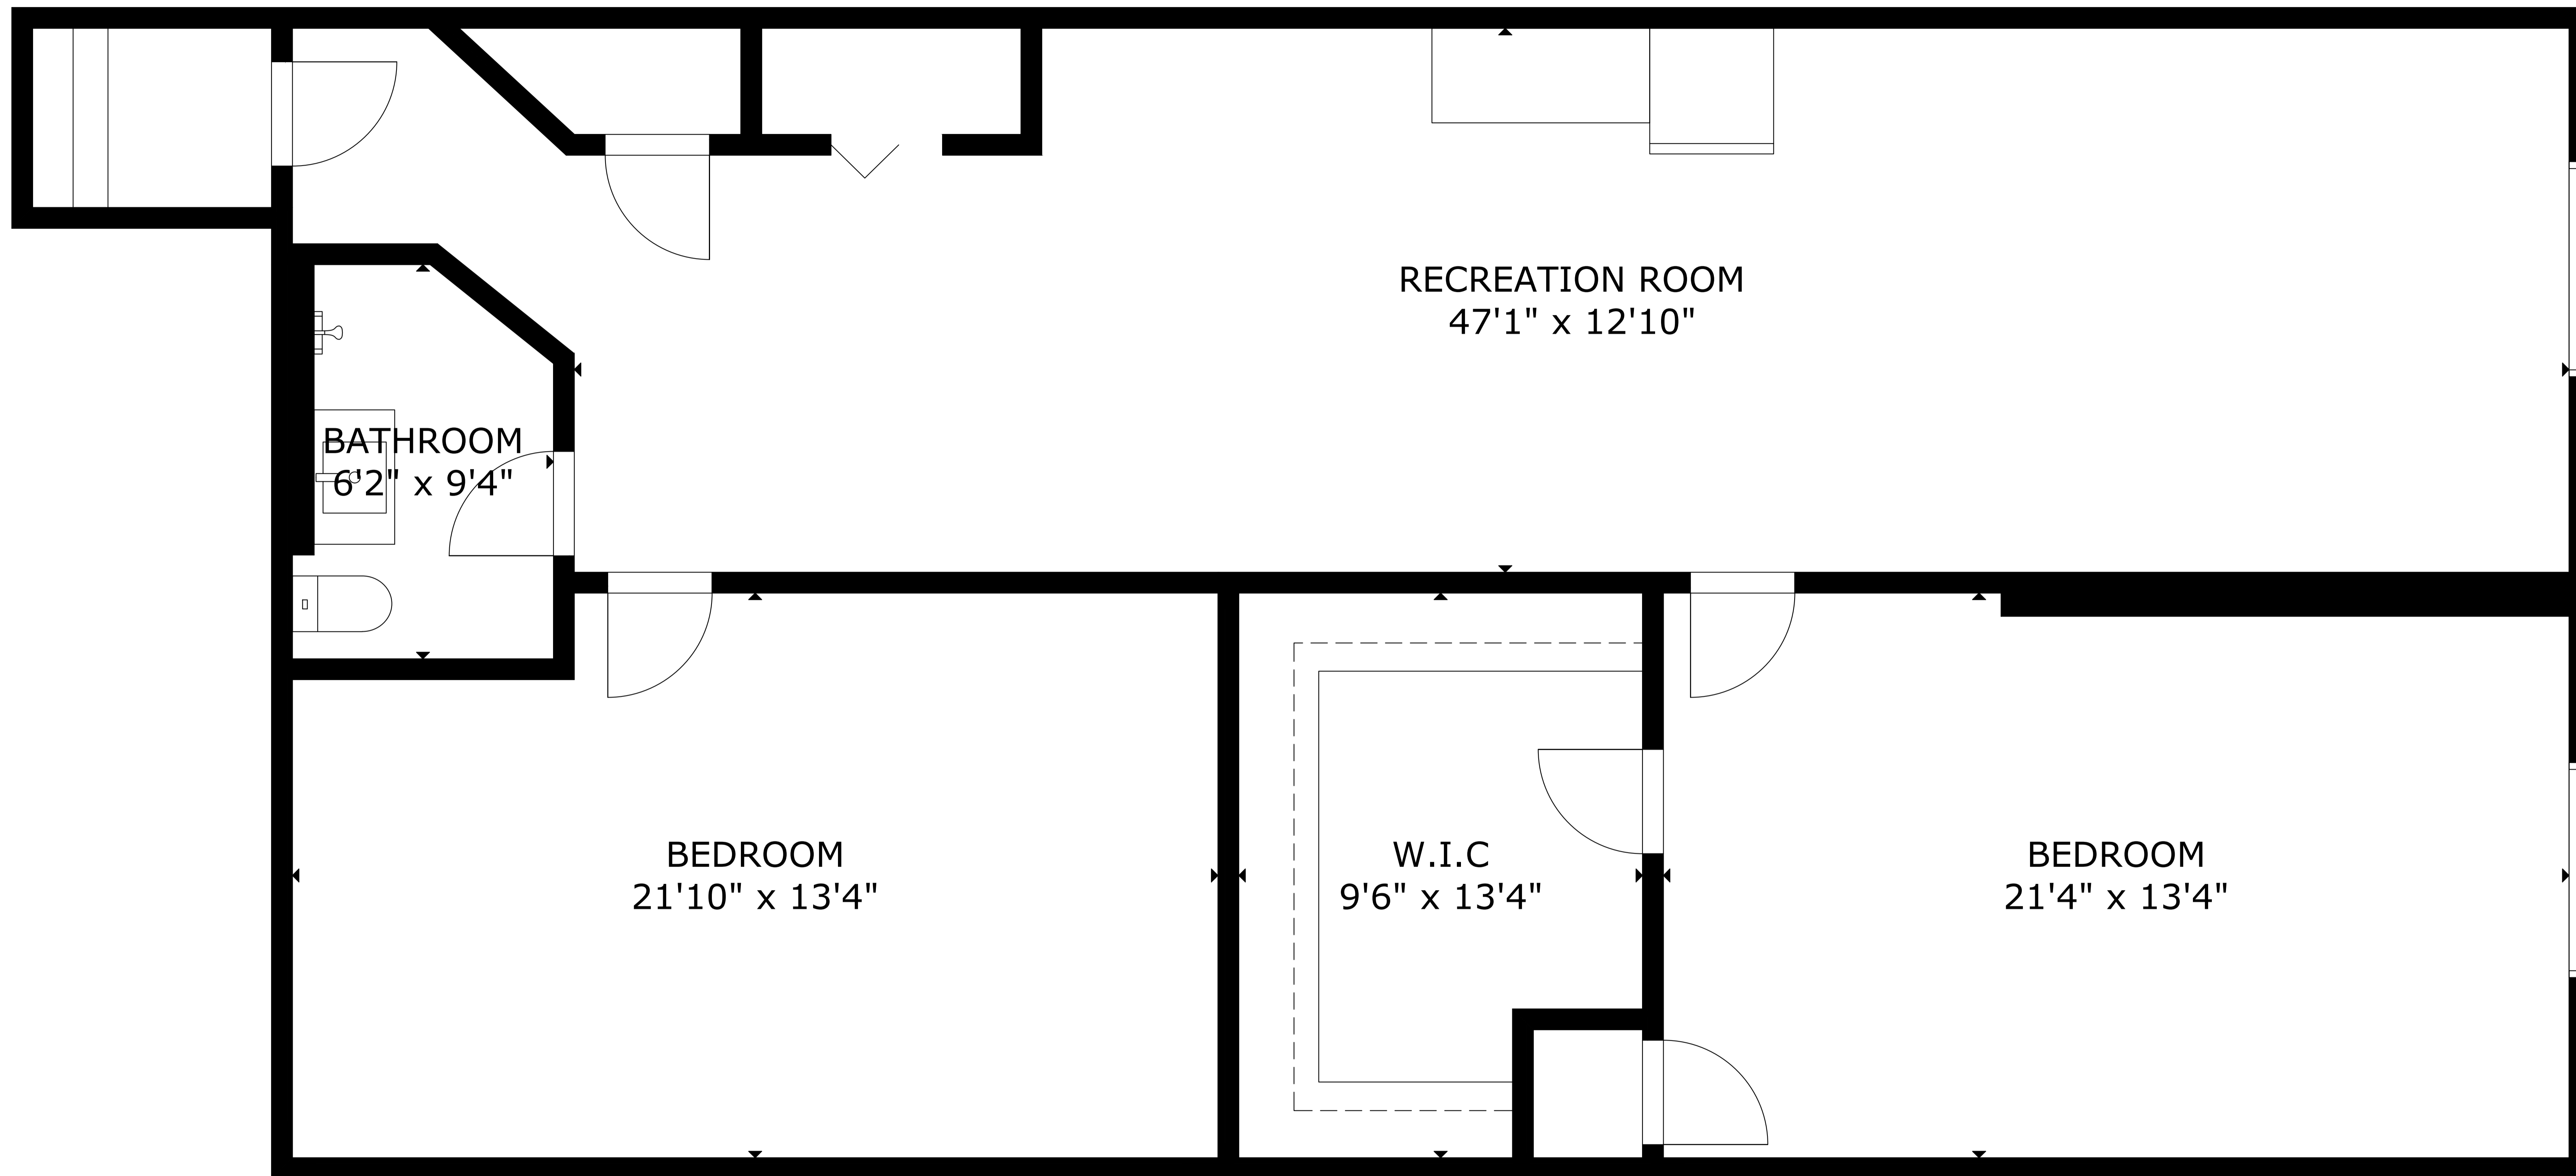 RECREATION ROOM
47'1" x 12'10"
BATHROOM
6'2" x 9'4"
BEDROOM
21'10" x 13'4"
W.I.C
9'6" x 13'4"
BEDROOM
21'4" x 13'4"